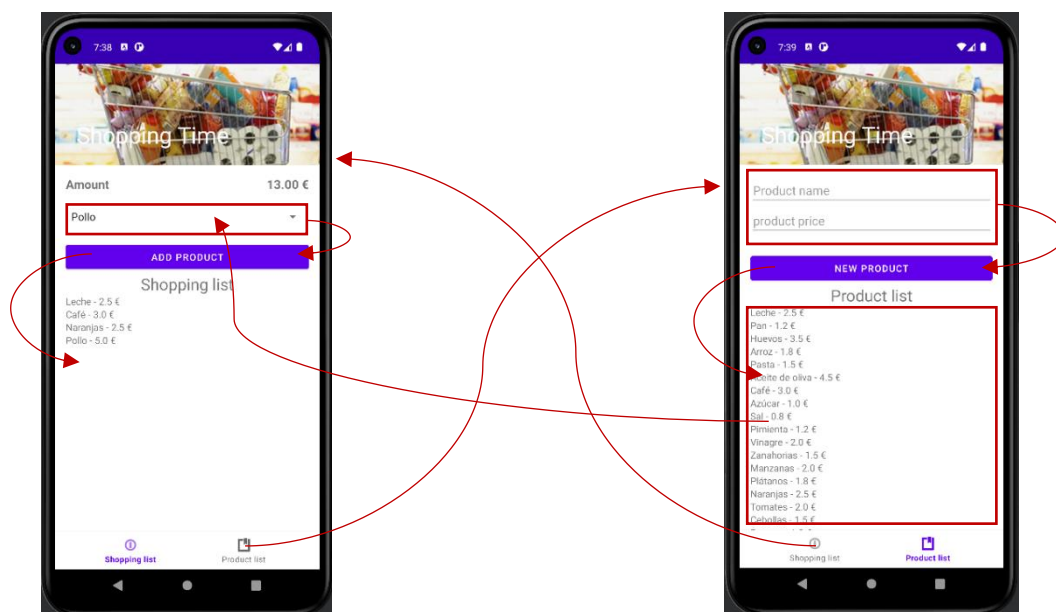 7:38
Shopping Time
Amount 13.00 €
Pollo
ADD PRODUCT
Shopping list
Leche - 2.5 €
Café - 3.0 €
Naranjas - 2.5 €
Pollo - 5.0 €
Shopping list
Product list
7:39
Shopping Time
Product name
product price
NEW PRODUCT
Product list
Leche - 2.5 €
Pan - 1.2 €
Huevos - 3.5 €
Arroz - 1.8 €
Pasta - 1.5 €
Aceite de oliva - 4.5 €
Café - 3.0 €
Azúcar - 1.0 €
Sal - 0.8 €
Pimienta - 1.2 €
Vinagre - 2.0 €
Zanahorias - 1.5 €
Manzanas - 2.0 €
Plátanos - 1.8 €
Naranjas - 2.5 €
Tomates - 2.0 €
Cebollas - 1.5 €
Shopping list
Product list